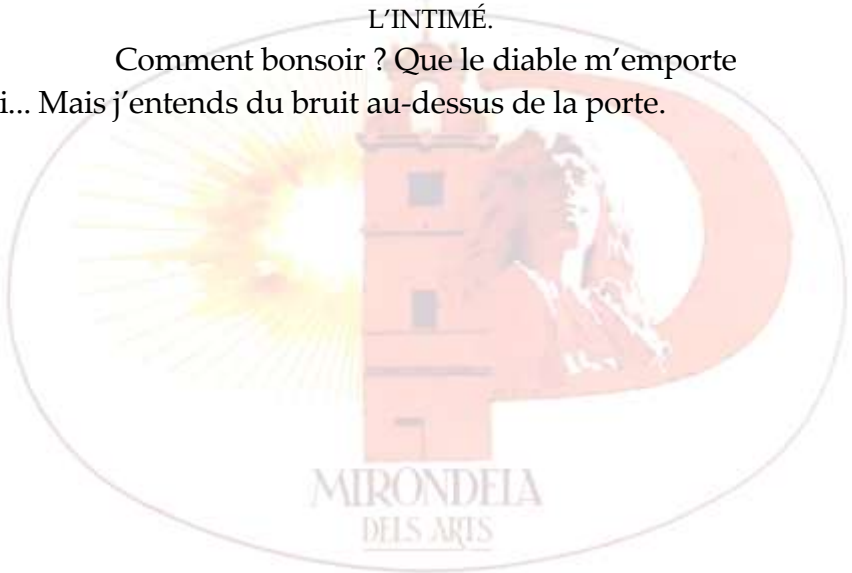 L’INTIMÉ.
Comment bonsoir ? Que le diable m’emporte
i... Mais j’entends du bruit au-dessus de la porte.
MIRONDELA
DELS ARTS